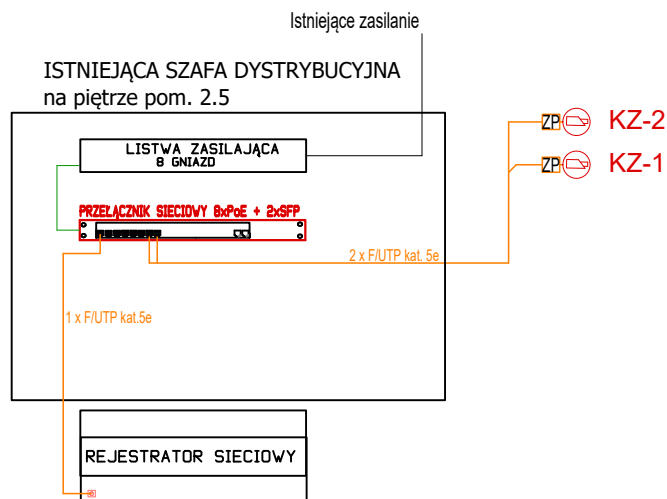 Istniejące zasilanie
ISTNIEJĄCA SZAFA DYSTRYBUCYJNA
na piętrze pom. 2.5
LISTWA ZASILAJĄCA
8 GNIAZD
ZP KZ-2
ZP KZ-1
PRZEŁĄCZNIK SIECIOWY 8xPoE + 2xSFP
2 x F/UTP kat. 5e
1 x F/UTP kat.5e
REJESTRATOR SIECIOWY